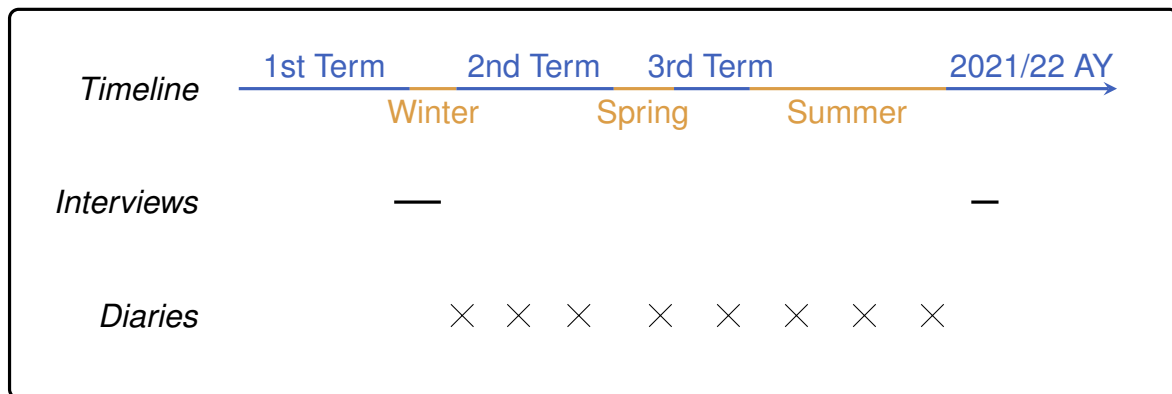 1st Term 2nd Term 3rd Term 2021/22 AY
Timeline
Winter Spring Summer
Interviews
Diaries